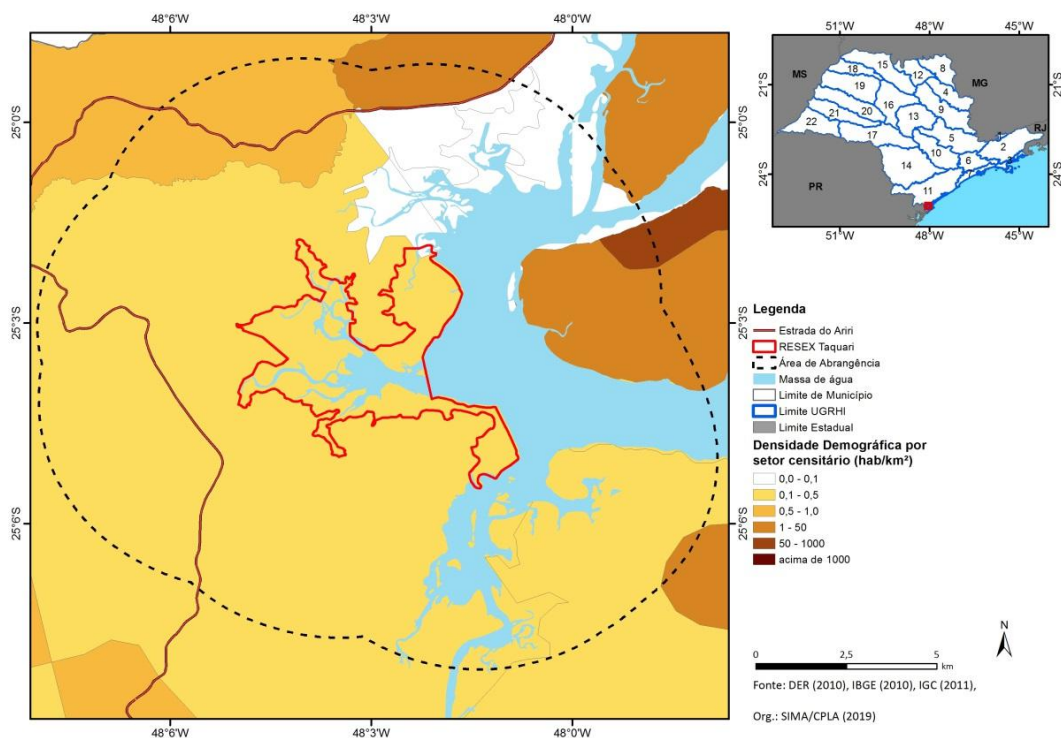 48°6'W 48°3'W 48°0'W
25°0'S
25°3'S
25°6'S
25°0'S
25°3'S
25°6'S
48°6'W 48°3'W 48°0'W
51°W 48°W 45°W
21°S
24°S
21°S
24°S
MS
MG
RJ
PR
18
15
12
8
19
4
16
9
22
21
20
13
17
5
10
2
14
6
11
51°W 48°W 45°W
Legenda
Estrada do Ariri
RESEX Taquari
Área de Abrangência
Massa de água
Limite de Município
Limite UGRHI
Limite Estadual
Densidade Demográfica por
setor censitário (hab/km²)
0,0 - 0,1
0,1 - 0,5
0,5 - 1,0
1 - 50
50 - 1000
acima de 1000
N
0 2,5 5
km
Fonte: DER (2010), IBGE (2010), IGC (2011),
Org.: SIMA/CPLA (2019)